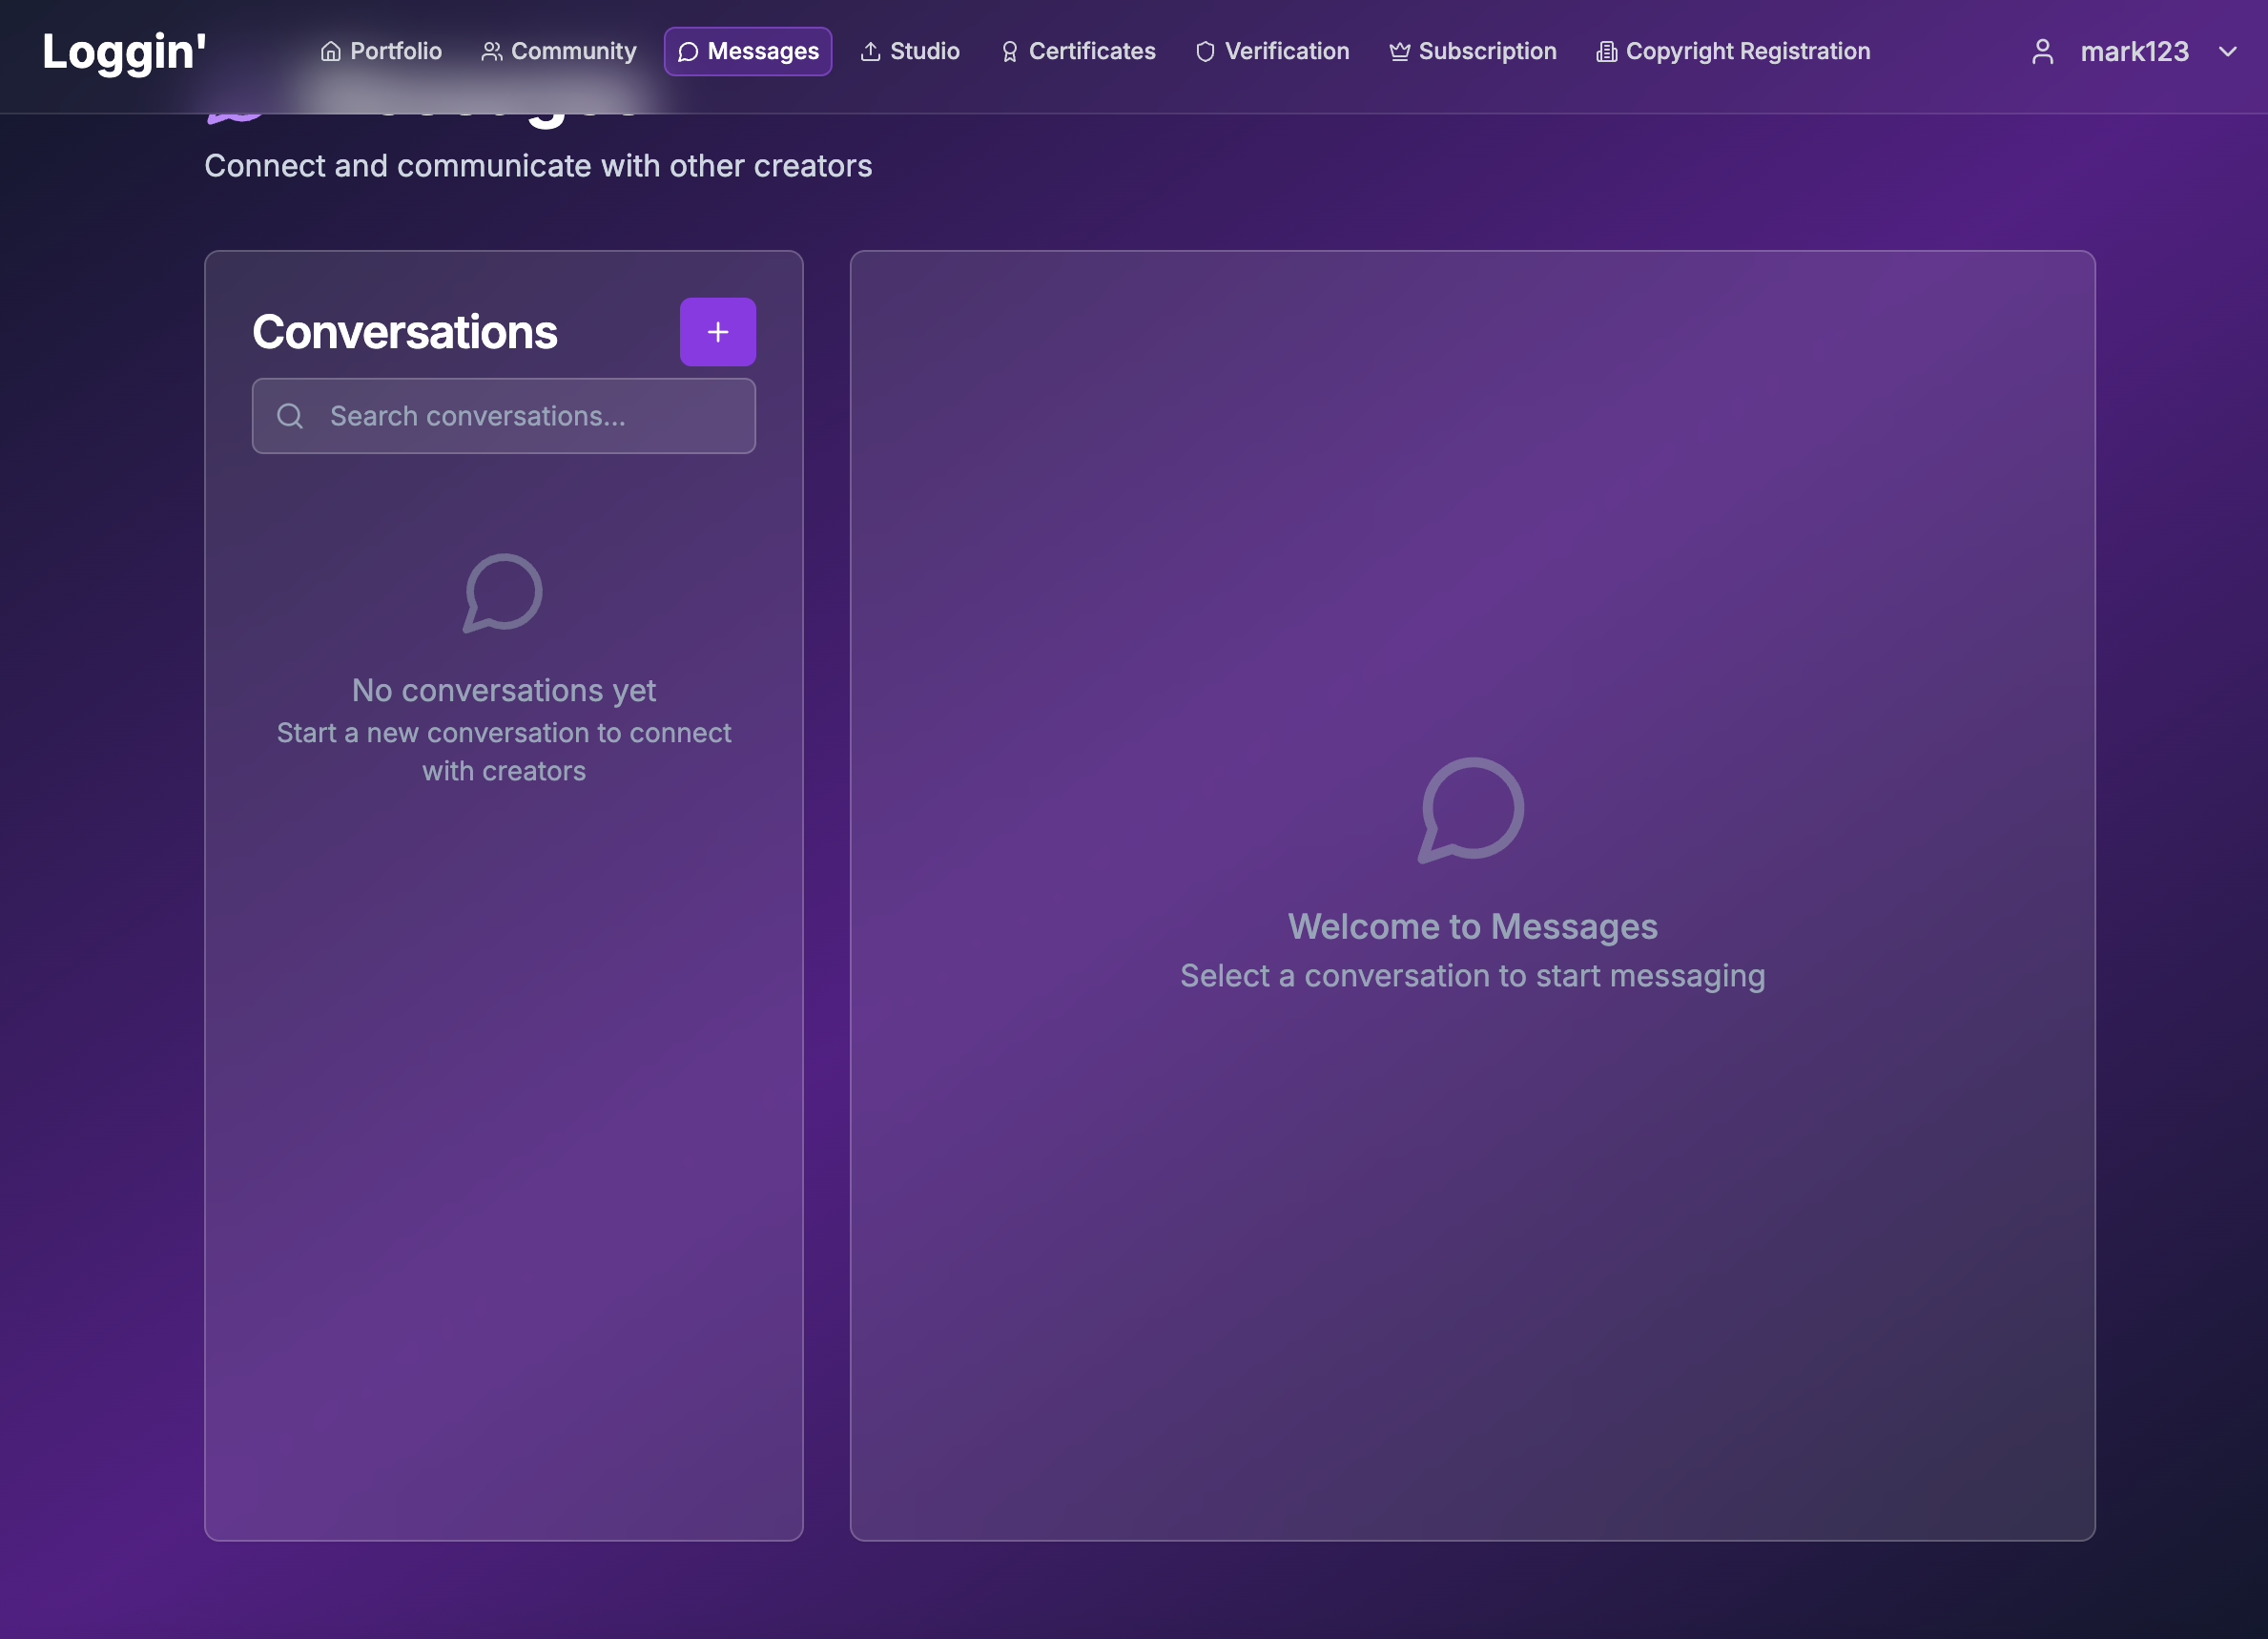 Loggin'
Portfolio
Community
Messages
Studio
Certificates
Verification
Subscription
Copyright Registration
mark123
Connect and communicate with other creators
Conversations
+
Search conversations...
No conversations yet
Start a new conversation to connect
with creators
Welcome to Messages
Select a conversation to start messaging